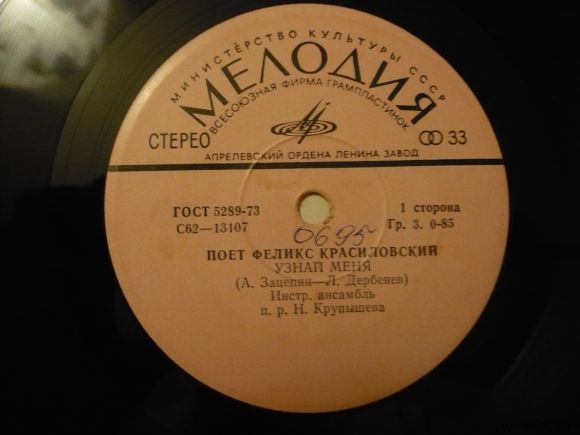 МИНИСТЕРСТВО КУЛЬТУРЫ СССР
МЕЛОДИЯ
ВСЕСОЮЗНАЯ ФИРМА ГРАМПЛАСТИНОК
СТЕРЕО 33
АПРЕЛЕВСКИЙ ОРДЕНА ЛЕНИНА ЗАВОД
ГОСТ 5289-73 1 сторона
С62—13107 Гр. 3. 0-85
0695
ПОЕТ ФЕЛИКС КРАСИЛОВСКИЙ
УЗНАЙ МЕНЯ
(А. Зацепин—Л. Дербенев)
Инстр. ансамбль
п. р. Н. Крупышева